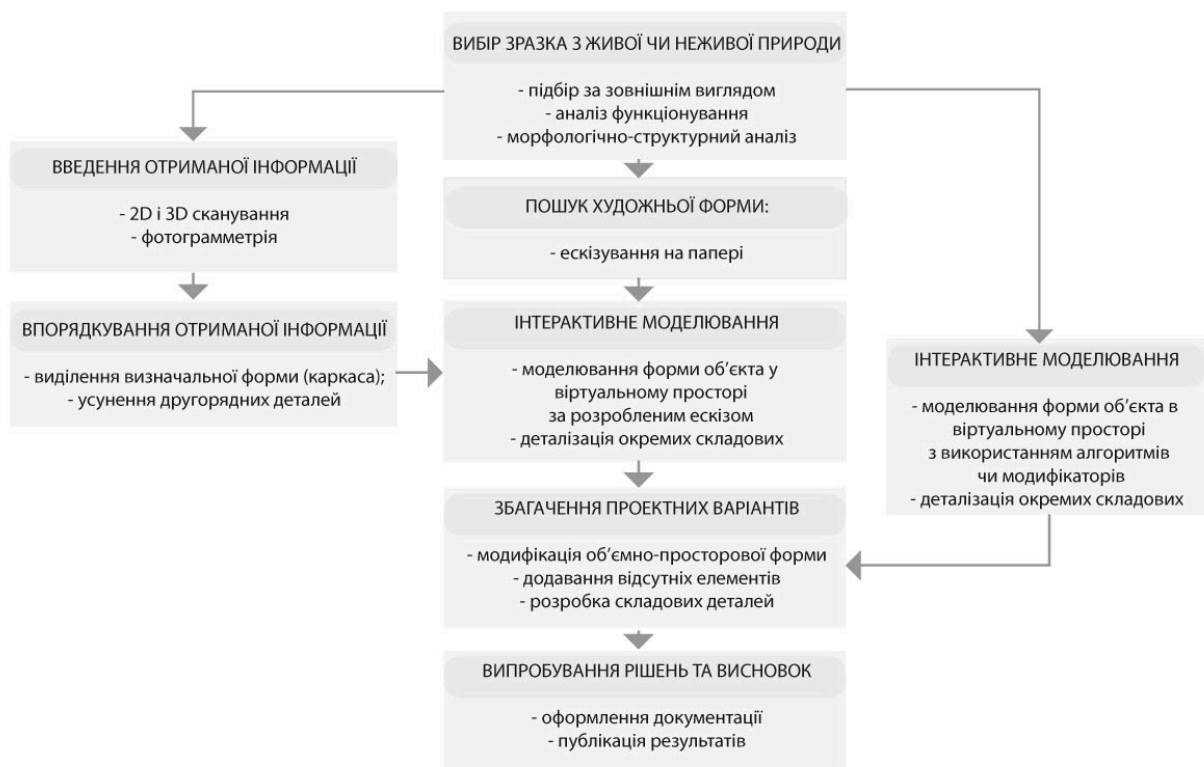 ВИБІР ЗРАЗКА З ЖИВОЇ ЧИ НЕЖИВОЇ ПРИРОДИ
- підбір за зовнішнім виглядом
- аналіз функціонування
- морфологічно-структурний аналіз
ВВЕДЕННЯ ОТРИМАНОЇ ІНФОРМАЦІЇ
- 2D і 3D сканування
- фотограмметрія
ПОШУК ХУДОЖНЬОЇ ФОРМИ:
- ескізування на папері
ВПОРЯДКУВАННЯ ОТРИМАНОЇ ІНФОРМАЦІЇ
- виділення визначальної форми (каркаса);
- усунення другорядних деталей
ІНТЕРАКТИВНЕ МОДЕЛЮВАННЯ
- моделювання форми об’єкта у
віртуальному просторі
за розробленим ескізом
- деталізація окремих складових
ІНТЕРАКТИВНЕ МОДЕЛЮВАННЯ
- моделювання форми об’єкта в
віртуальному просторі
з використанням алгоритмів
чи модифікаторів
- деталізація окремих складових
ЗБАГАЧЕННЯ ПРОЕКТНИХ ВАРІАНТІВ
- модифікація об’ємно-просторової форми
- додавання відсутніх елементів
- розробка складових деталей
ВИПРОБУВАННЯ РІШЕНЬ ТА ВИСНОВОК
- оформлення документації
- публікація результатів